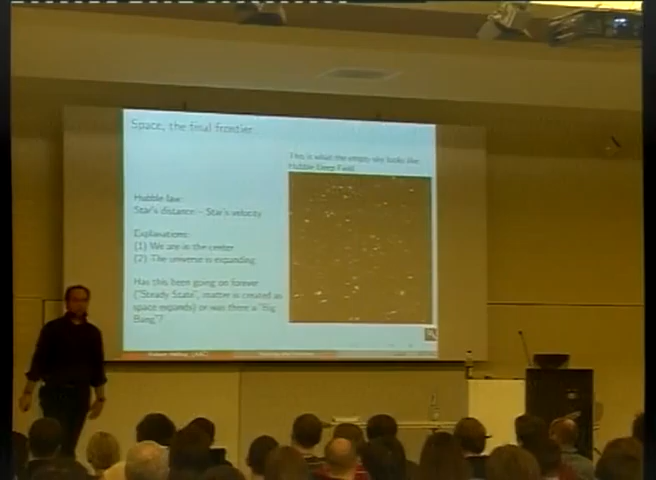 Space, the final frontier
This is what the empty sky looks like
Hubble Deep Field
Hubble law:
Star's distance ~ Star's velocity
Explanations:
(1) We are in the center
(2) The universe is expanding
Has this been going on forever
("Steady State", matter is created as
space expands) or was there a "Big
Bang"?